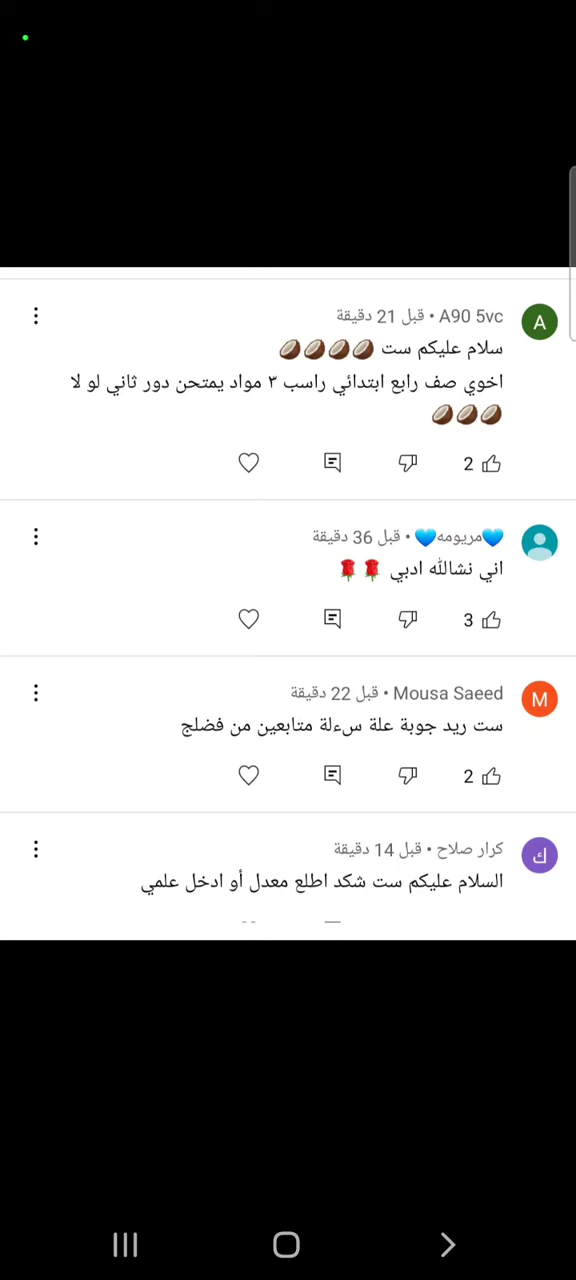 A90 5vc • قبل 21 دقيقة
A
سلام عليكم ست 🥥🥥🥥🥥
اخوي صف رابع ابتدائي راسب ٣ مواد يمتحن دور ثاني لو لا
🥥🥥🥥
2
💙مريومه💙 • قبل 36 دقيقة
اني نشالله ادبي 🌹🌹
3
Mousa Saeed • قبل 22 دقيقة
M
ست ريد جوبة علة سءلة متابعين من فضلج
2
كرار صلاح • قبل 14 دقيقة
ك
السلام عليكم ست شكد اطلع معدل أو ادخل علمي